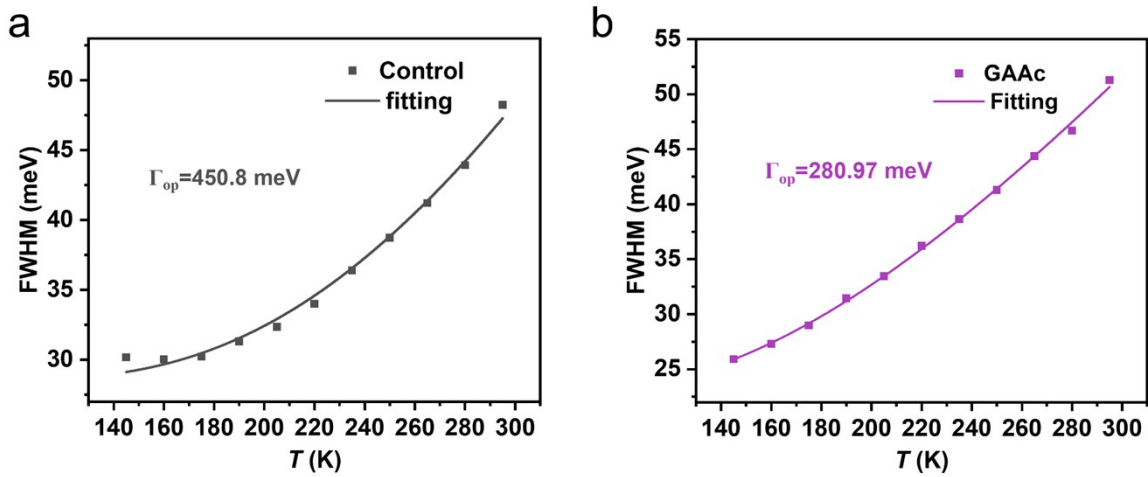 a
FWHM (meV)
50
45
40
35
30
Control
fitting
Γop=450.8 meV
140 160 180 200 220 240 260 280 300
T (K)
b
FWHM (meV)
55
50
45
40
35
30
25
GAAc
Fitting
Γop=280.97 meV
140 160 180 200 220 240 260 280 300
T (K)